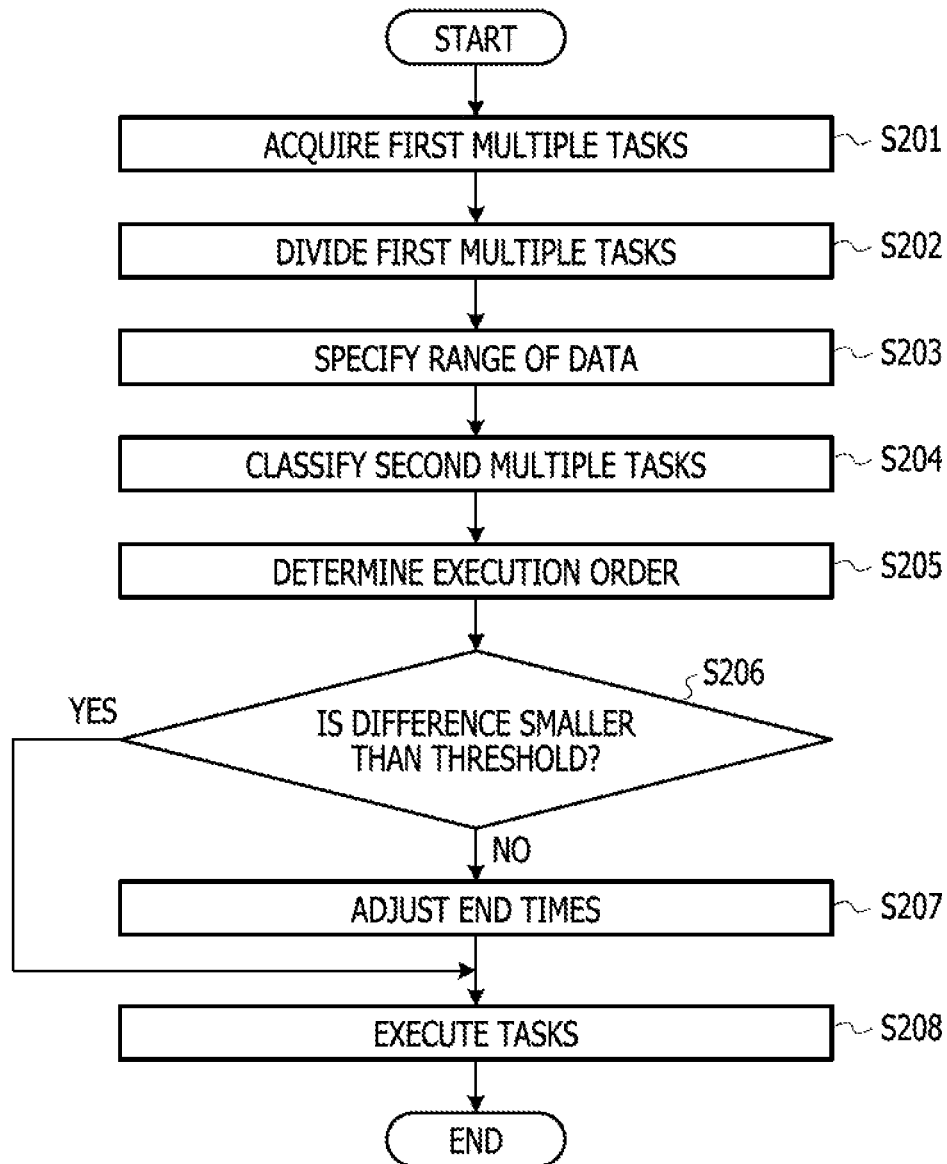 START
ACQUIRE FIRST MULTIPLE TASKS
S201
DIVIDE FIRST MULTIPLE TASKS
S202
SPECIFY RANGE OF DATA
S203
CLASSIFY SECOND MULTIPLE TASKS
S204
DETERMINE EXECUTION ORDER
S205
S206
YES
IS DIFFERENCE SMALLER
THAN THRESHOLD?
NO
ADJUST END TIMES
S207
EXECUTE TASKS
S208
END